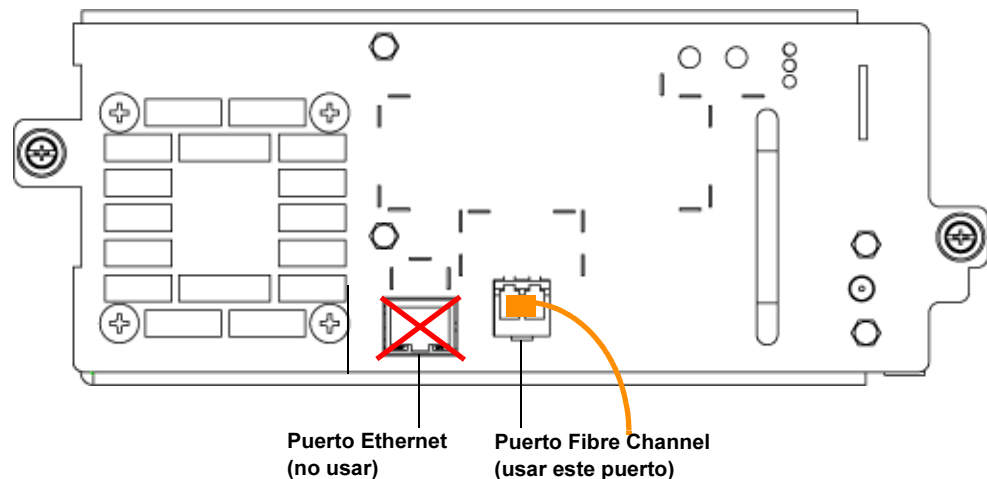 Puerto Ethernet
(no usar)
Puerto Fibre Channel
(usar este puerto)